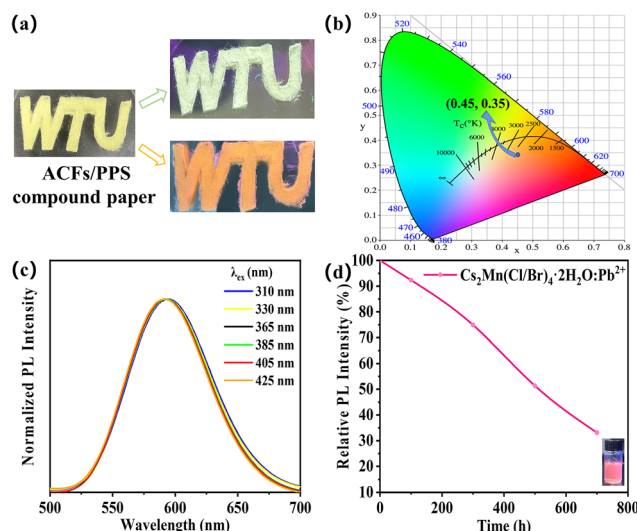 (a)
WTU
WTU
WTU
ACFs/PPS
compound paper
(b)
0.9
0.8
0.7
0.6
0.5
0.4
0.3
0.2
0.1
0.0
y
0.0 0.1 0.2 0.3 0.4 0.5 0.6 0.7 0.8
x
520
540
560
580
600
620
700
500
490
480
470
460
380
(0.45, 0.35)
Tc(°K)
10000
6000
4000
3000
2500
2000
1500
∞
(c)
Normalized PL Intensity
λex (nm)
310 nm
330 nm
365 nm
385 nm
405 nm
425 nm
500 550 600 650 700
Wavelength (nm)
(d)
Relative PL Intensity (%)
100
90
80
70
60
50
40
30
20
10
0
Cs2Mn(Cl/Br)4·2H2O:Pb2+
0 200 400 600 800
Time (h)